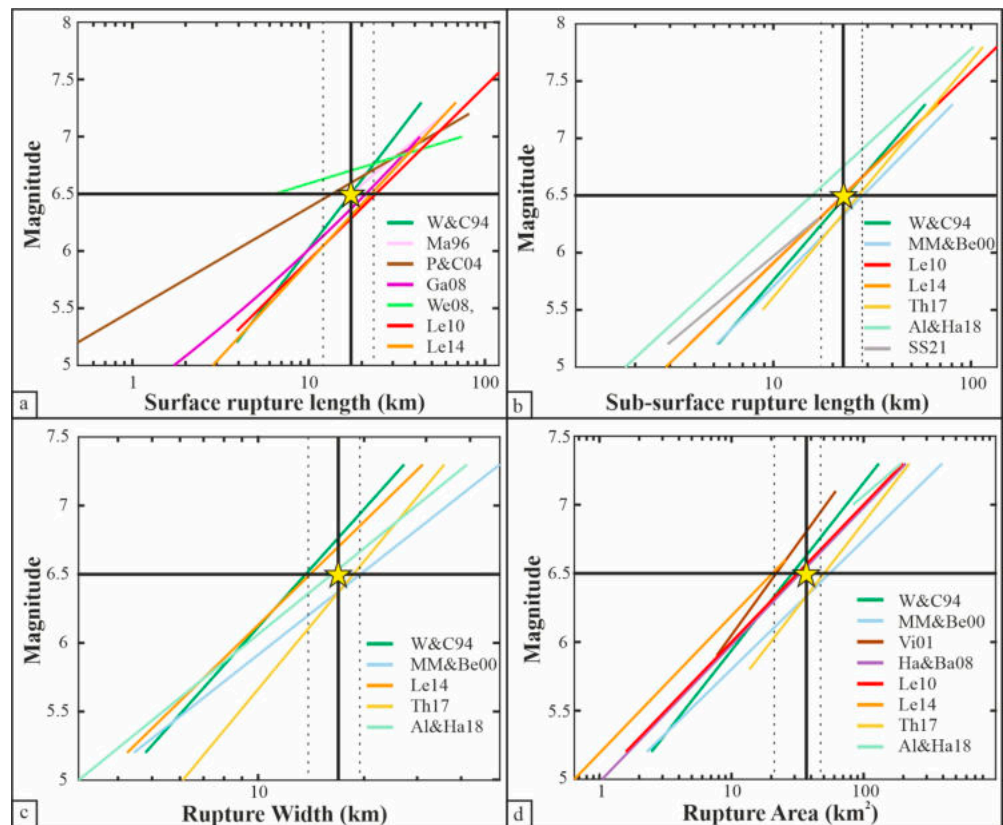 8
7.5
7
6.5
6
5.5
5
Magnitude
W&C94
Ma96
P&C04
Ga08
We08,
Le10
Le14
a
1
10
100
Surface rupture length (km)
8
7.5
7
6.5
6
5.5
5
Magnitude
W&C94
MM&Be00
Le10
Le14
Th17
Al&Ha18
SS21
b
10
100
Sub-surface rupture length (km)
7.5
7
6.5
6
5.5
5
Magnitude
W&C94
MM&Be00
Le14
Th17
Al&Ha18
c
10
Rupture Width (km)
7.5
7
6.5
6
5.5
5
Magnitude
W&C94
MM&Be00
Vi01
Ha&Ba08
Le10
Le14
Th17
Al&Ha18
d
1
10
100
Rupture Area (km²)